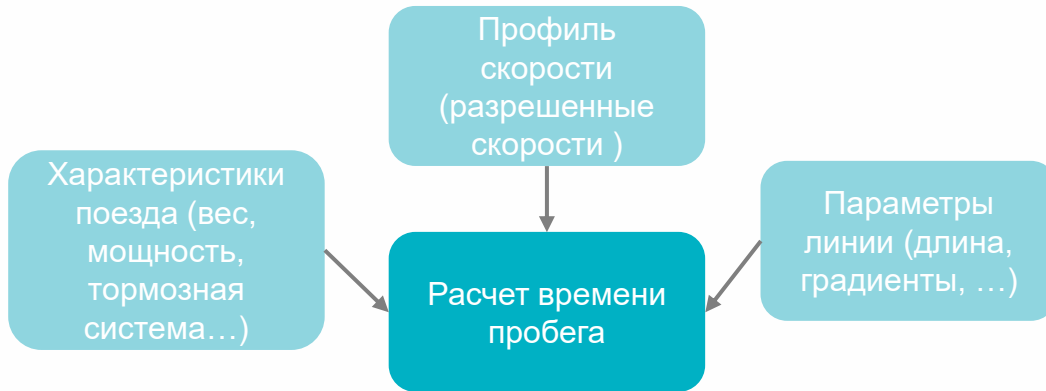 Профиль
скорости
(разрешенные
скорости )
Характеристики
поезда (вес,
мощность,
тормозная
система…)
Параметры
линии (длина,
градиенты, …)
Расчет времени
пробега